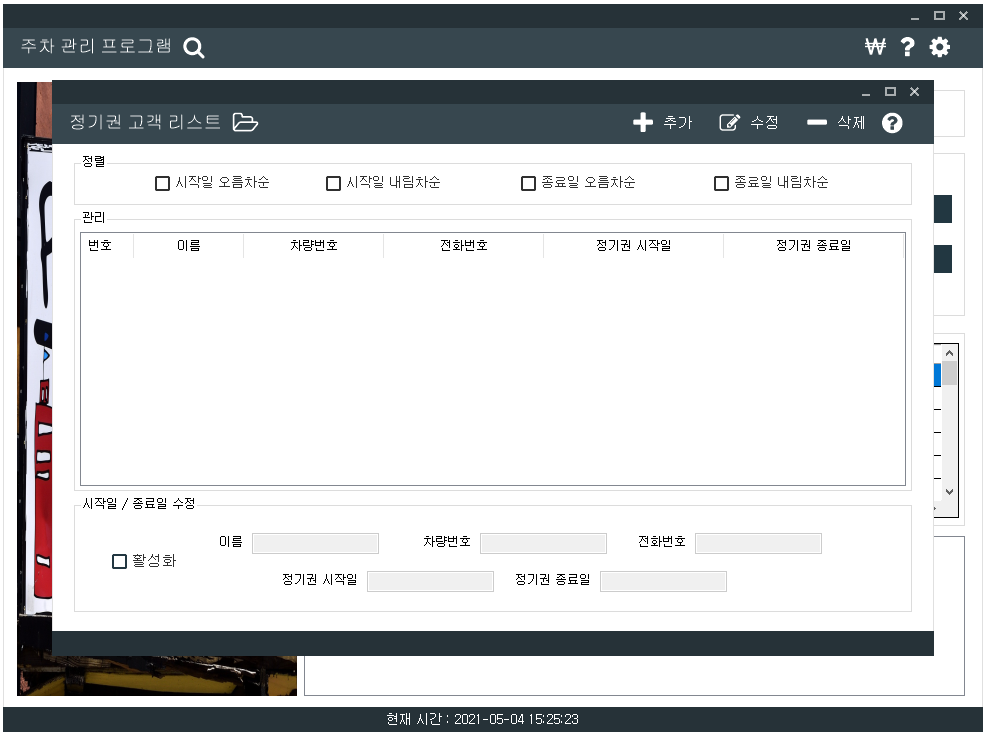 주차 관리 프로그램
정기권 고객 리스트
추가 수정 삭제
정렬
시작일 오름차순 시작일 내림차순 종료일 오름차순 종료일 내림차순
관리
번호 이름 차량번호 전화번호 정기권 시작일 정기권 종료일
시작일 / 종료일 수정
이름 차량번호 전화번호
활성화
정기권 시작일 정기권 종료일
현재 시간 : 2021-05-04 15:25:23